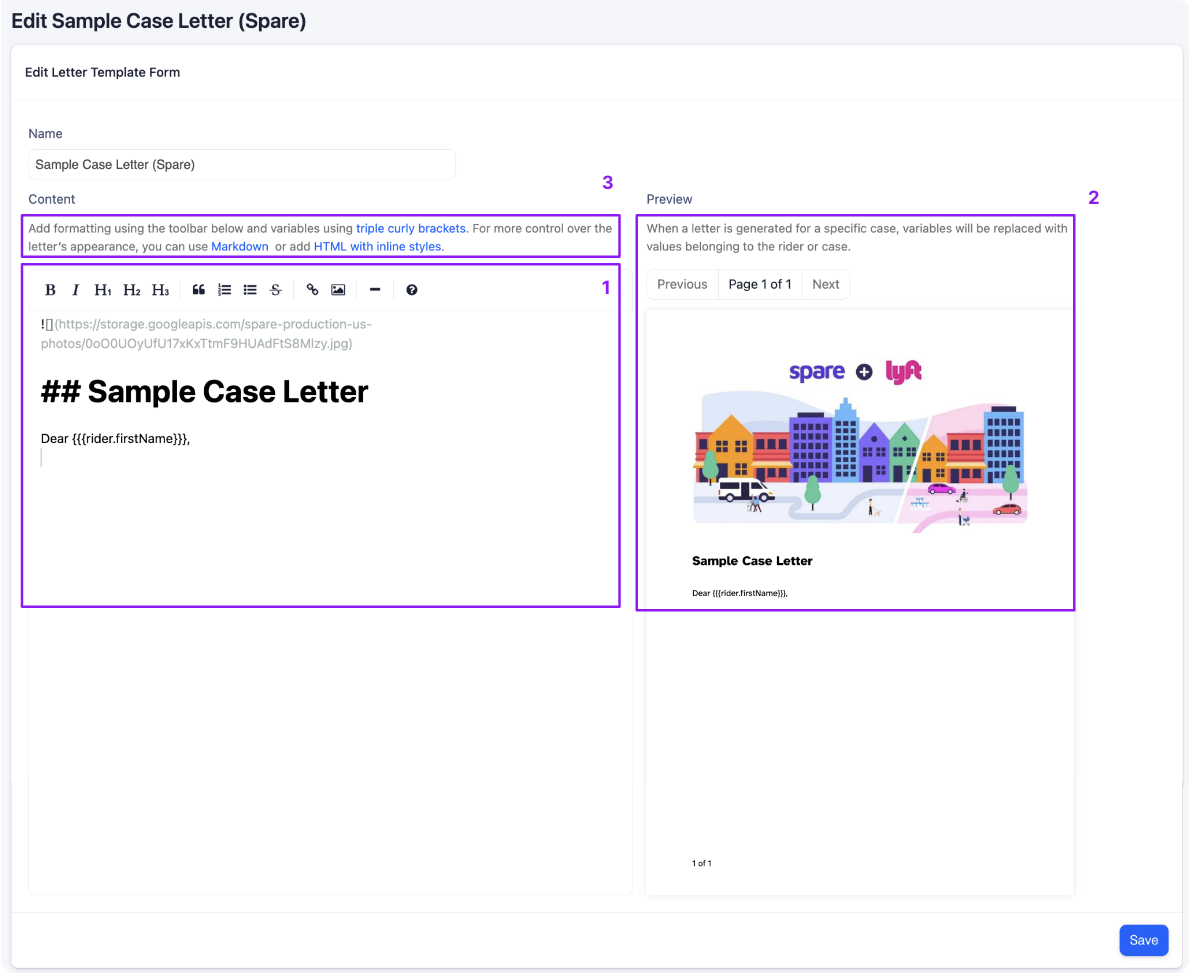 Edit Sample Case Letter (Spare)
Edit Letter Template Form
Name
Sample Case Letter (Spare)
3
Content
Add formatting using the toolbar below and variables using triple curly brackets. For more control over the
letter's appearance, you can use Markdown or add HTML with inline styles.
1
B I H1 H2 H3 S
![](https://storage.googleapis.com/spare-production-us-
photos/0oO0UOyUfU17xKxTtmF9HUAdFtS8MIzy.jpg)
## Sample Case Letter
Dear {{{rider.firstName}}},
Preview
2
When a letter is generated for a specific case, variables will be replaced with
values belonging to the rider or case.
Previous Page 1 of 1 Next
spare + lyft
Sample Case Letter
Dear {{{rider.firstName}}},
1 of 1
Save